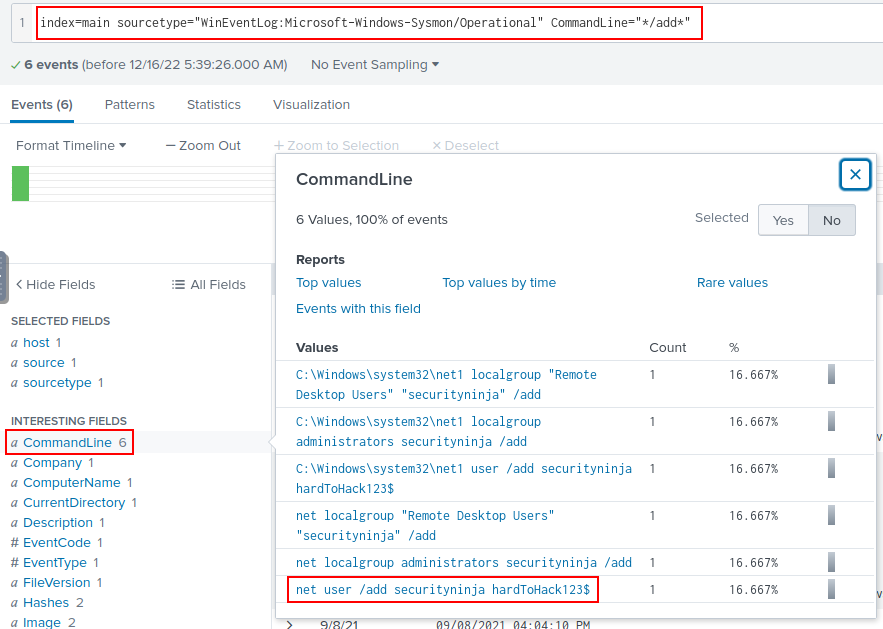 1 index=main sourcetype="WinEventLog:Microsoft-Windows-Sysmon/Operational" CommandLine="*/add*"
6 events (before 12/16/22 5:39:26.000 AM) No Event Sampling
Events (6) Patterns Statistics Visualization
Format Timeline — Zoom Out + Zoom to Selection × Deselect
CommandLine
6 Values, 100% of events Selected Yes No
Reports
Top values Top values by time Rare values
Events with this field
Values Count %
C:\Windows\system32\net1 localgroup "Remote 1 16.667%
Desktop Users" "securityninja" /add
C:\Windows\system32\net1 localgroup 1 16.667%
administrators securityninja /add
C:\Windows\system32\net1 user /add securityninja 1 16.667%
hardToHack123$
net localgroup "Remote Desktop Users" 1 16.667%
"securityninja" /add
net localgroup administrators securityninja /add 1 16.667%
net user /add securityninja hardToHack123$ 1 16.667%
Hide Fields All Fields
SELECTED FIELDS
a host 1
a source 1
a sourcetype 1
INTERESTING FIELDS
a CommandLine 6
a Company 1
a ComputerName 1
a CurrentDirectory 1
a Description 1
# EventCode 1
# EventType 1
a FileVersion 1
a Hashes 2
a Image 2
9/8/21 09/08/2021 04:04:10 PM